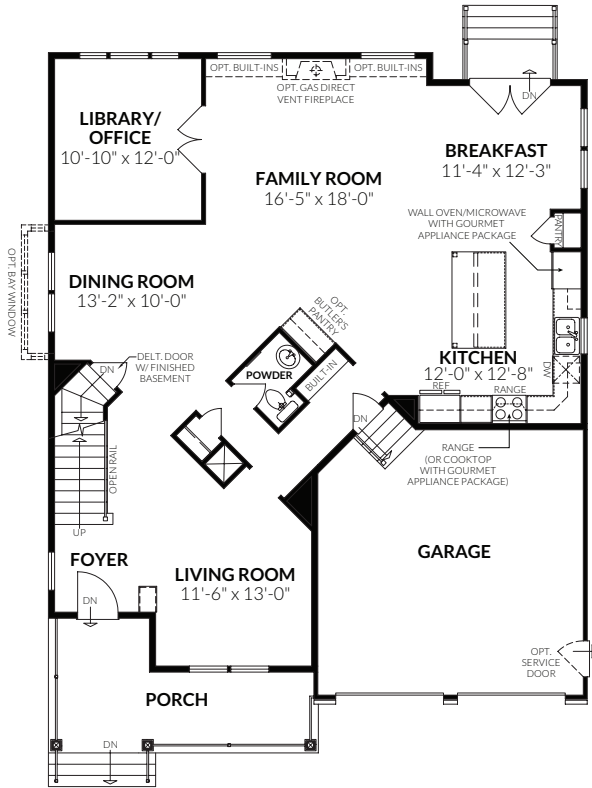 DN
OPT. BUILT-INS
OPT. BUILT-INS
OPT. GAS DIRECT
VENT FIREPLACE
LIBRARY/
OFFICE
10'-10" x 12'-0"
FAMILY ROOM
16'-5" x 18'-0"
BREAKFAST
11'-4" x 12'-3"
WALL OVEN/MICROWAVE
WITH GOURMET
APPLIANCE PACKAGE
PANTRY
OPT. BAY WINDOW
DINING ROOM
13'-2" x 10'-0"
OPT.
BUTLER'S
PANTRY
DN
DELT. DOOR
W/ FINISHED
BASEMENT
POWDER
BUILT-IN
KITCHEN
12'-0" x 12'-8"
DW
REF
RANGE
DN
RANGE
(OR COOKTOP
WITH GOURMET
APPLIANCE PACKAGE)
OPEN RAIL
UP
FOYER
DN
LIVING ROOM
11'-6" x 13'-0"
GARAGE
OPT.
SERVICE
DOOR
PORCH
DN